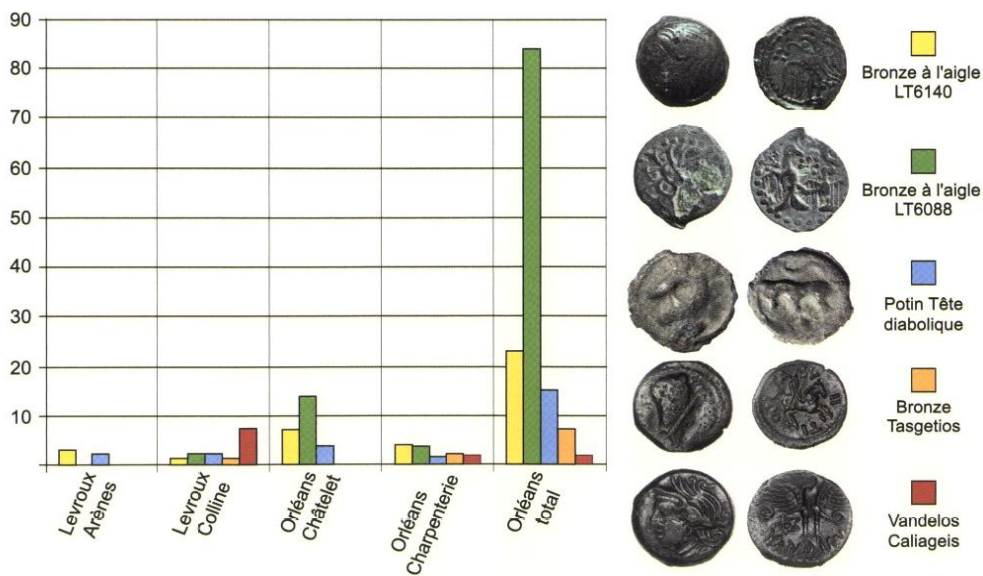 90
80
70
60
50
40
30
20
10
Levroux
Arènes
Levroux
Colline
Orléans
Châtelet
Orléans
Charpenterie
Orléans
total
Bronze à l'aigle
LT6140
Bronze à l'aigle
LT6088
Potin Tête
diabolique
Bronze
Tasgetios
Vandelos
Caliageis